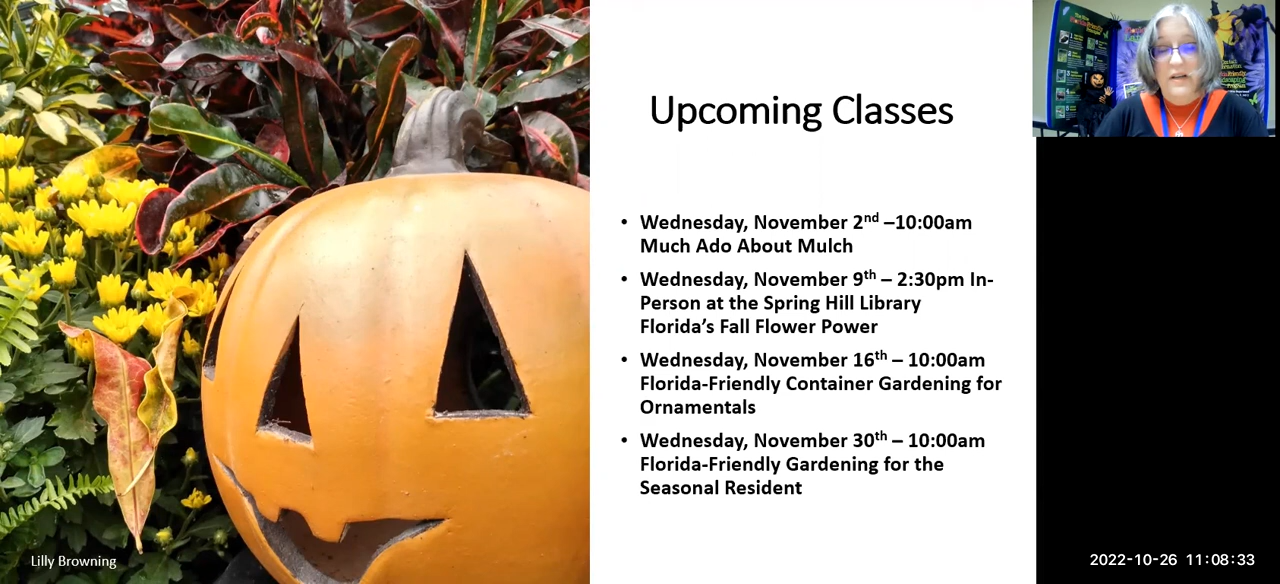 Upcoming Classes
• Wednesday, November 2nd –10:00am
Much Ado About Mulch
• Wednesday, November 9th – 2:30pm In-
Person at the Spring Hill Library
Florida's Fall Flower Power
• Wednesday, November 16th – 10:00am
Florida-Friendly Container Gardening for
Ornamentals
• Wednesday, November 30th – 10:00am
Florida-Friendly Gardening for the
Seasonal Resident
Lilly Browning
2022-10-26 11:08:33